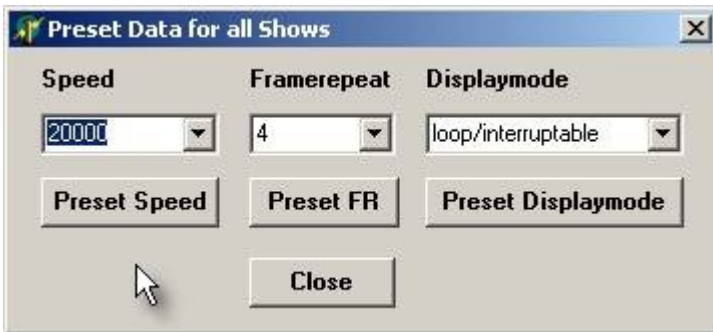 Preset Data for all Shows
Speed Framerepeat Displaymode
20000 4 loop/interruptable
Preset Speed Preset FR Preset Displaymode
Close